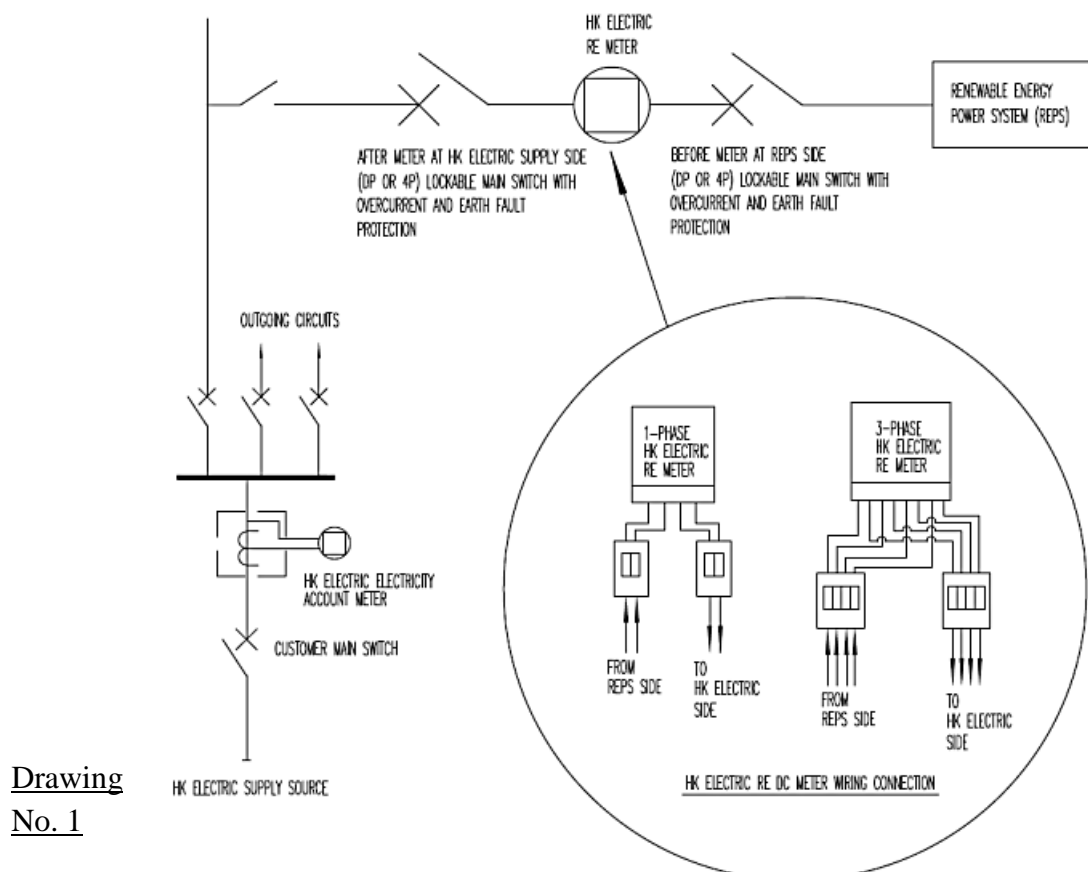 HK ELECTRIC
RE METER
RENEWABLE ENERGY
POWER SYSTEM (REPS)
AFTER METER AT HK ELECTRIC SUPPLY SIDE
(DP OR 4P) LOCKABLE MAIN SWITCH WITH
OVERCURRENT AND EARTH FAULT
PROTECTION
BEFORE METER AT REPS SIDE
(DP OR 4P) LOCKABLE MAIN SWITCH WITH
OVERCURRENT AND EARTH FAULT
PROTECTION
OUTGOING CIRCUITS
1-PHASE
HK ELECTRIC
RE METER
3-PHASE
HK ELECTRIC
RE METER
HK ELECTRIC ELECTRICITY
ACCOUNT METER
CUSTOMER MAIN SWITCH
FROM
REPS SIDE
TO
HK ELECTRIC
SIDE
FROM
REPS SIDE
TO
HK ELECTRIC
SIDE
HK ELECTRIC RE DC METER WIRING CONNECTION
HK ELECTRIC SUPPLY SOURCE
Drawing
No. 1